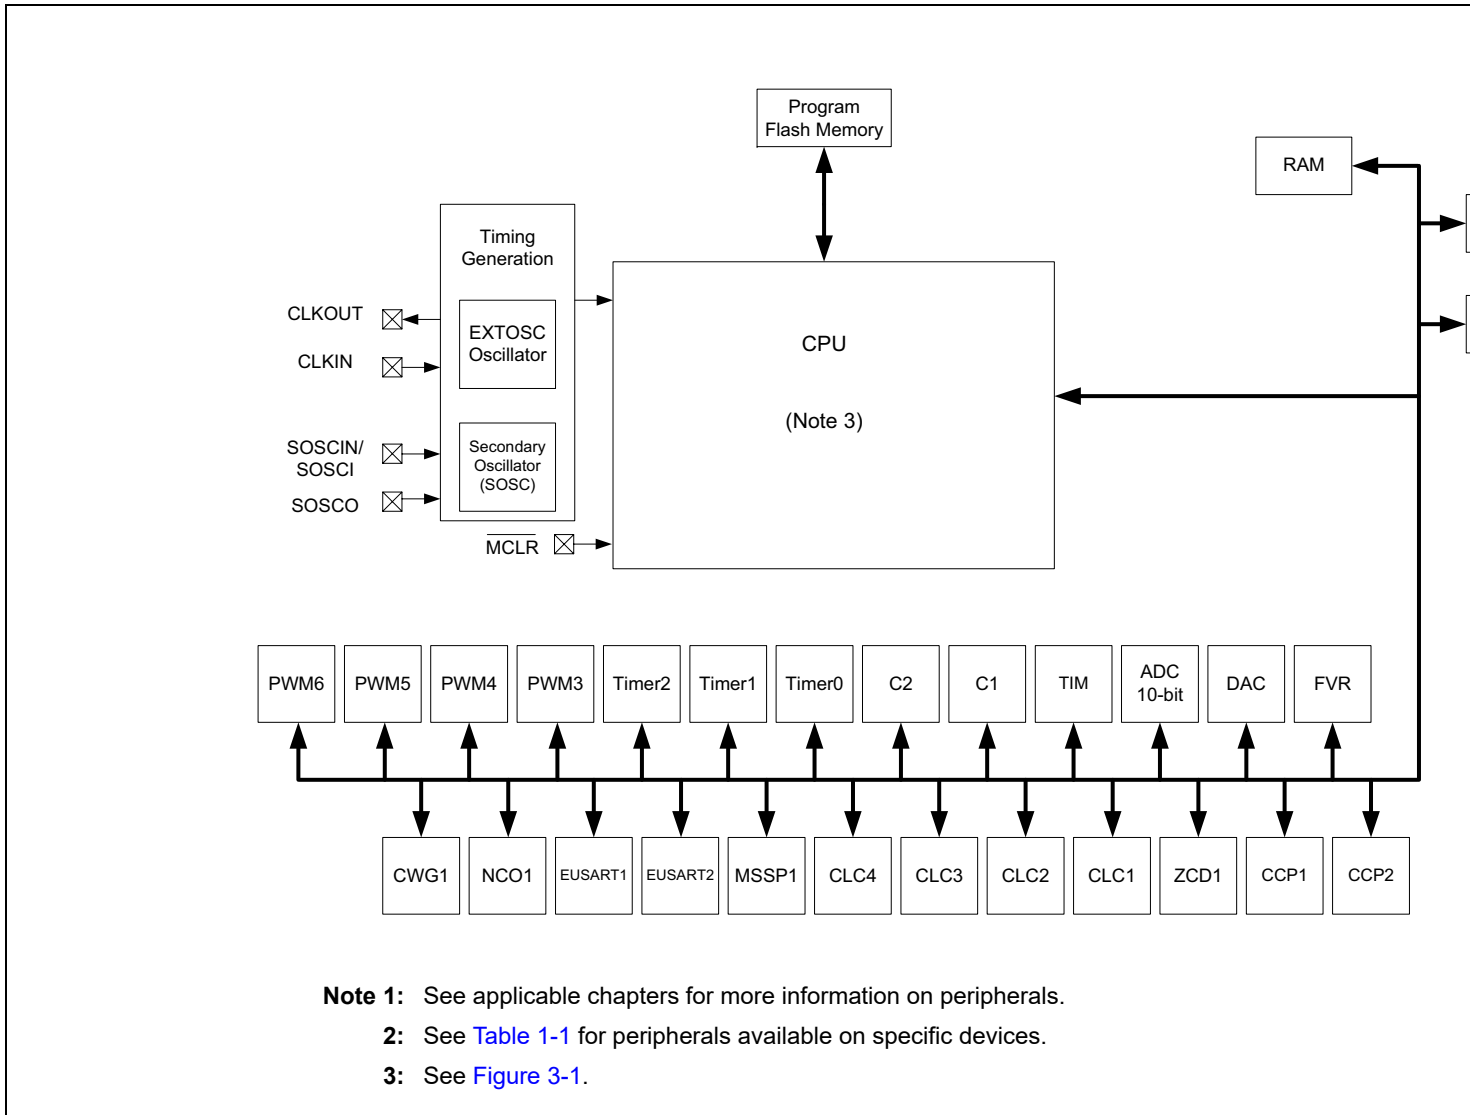 Program
Flash Memory
RAM
Timing
Generation
CLKOUT
EXTOSC
Oscillator
CLKIN
CPU
(Note 3)
SOSCIN/
SOSCI
Secondary
Oscillator
(SOSC)
SOSCO
MCLR
PWM6
PWM5
PWM4
PWM3
Timer2
Timer1
Timer0
C2
C1
TIM
ADC
10-bit
DAC
FVR
CWG1
NCO1
EUSART1
EUSART2
MSSP1
CLC4
CLC3
CLC2
CLC1
ZCD1
CCP1
CCP2
Note 1: See applicable chapters for more information on peripherals.
2: See Table 1-1 for peripherals available on specific devices.
3: See Figure 3-1.